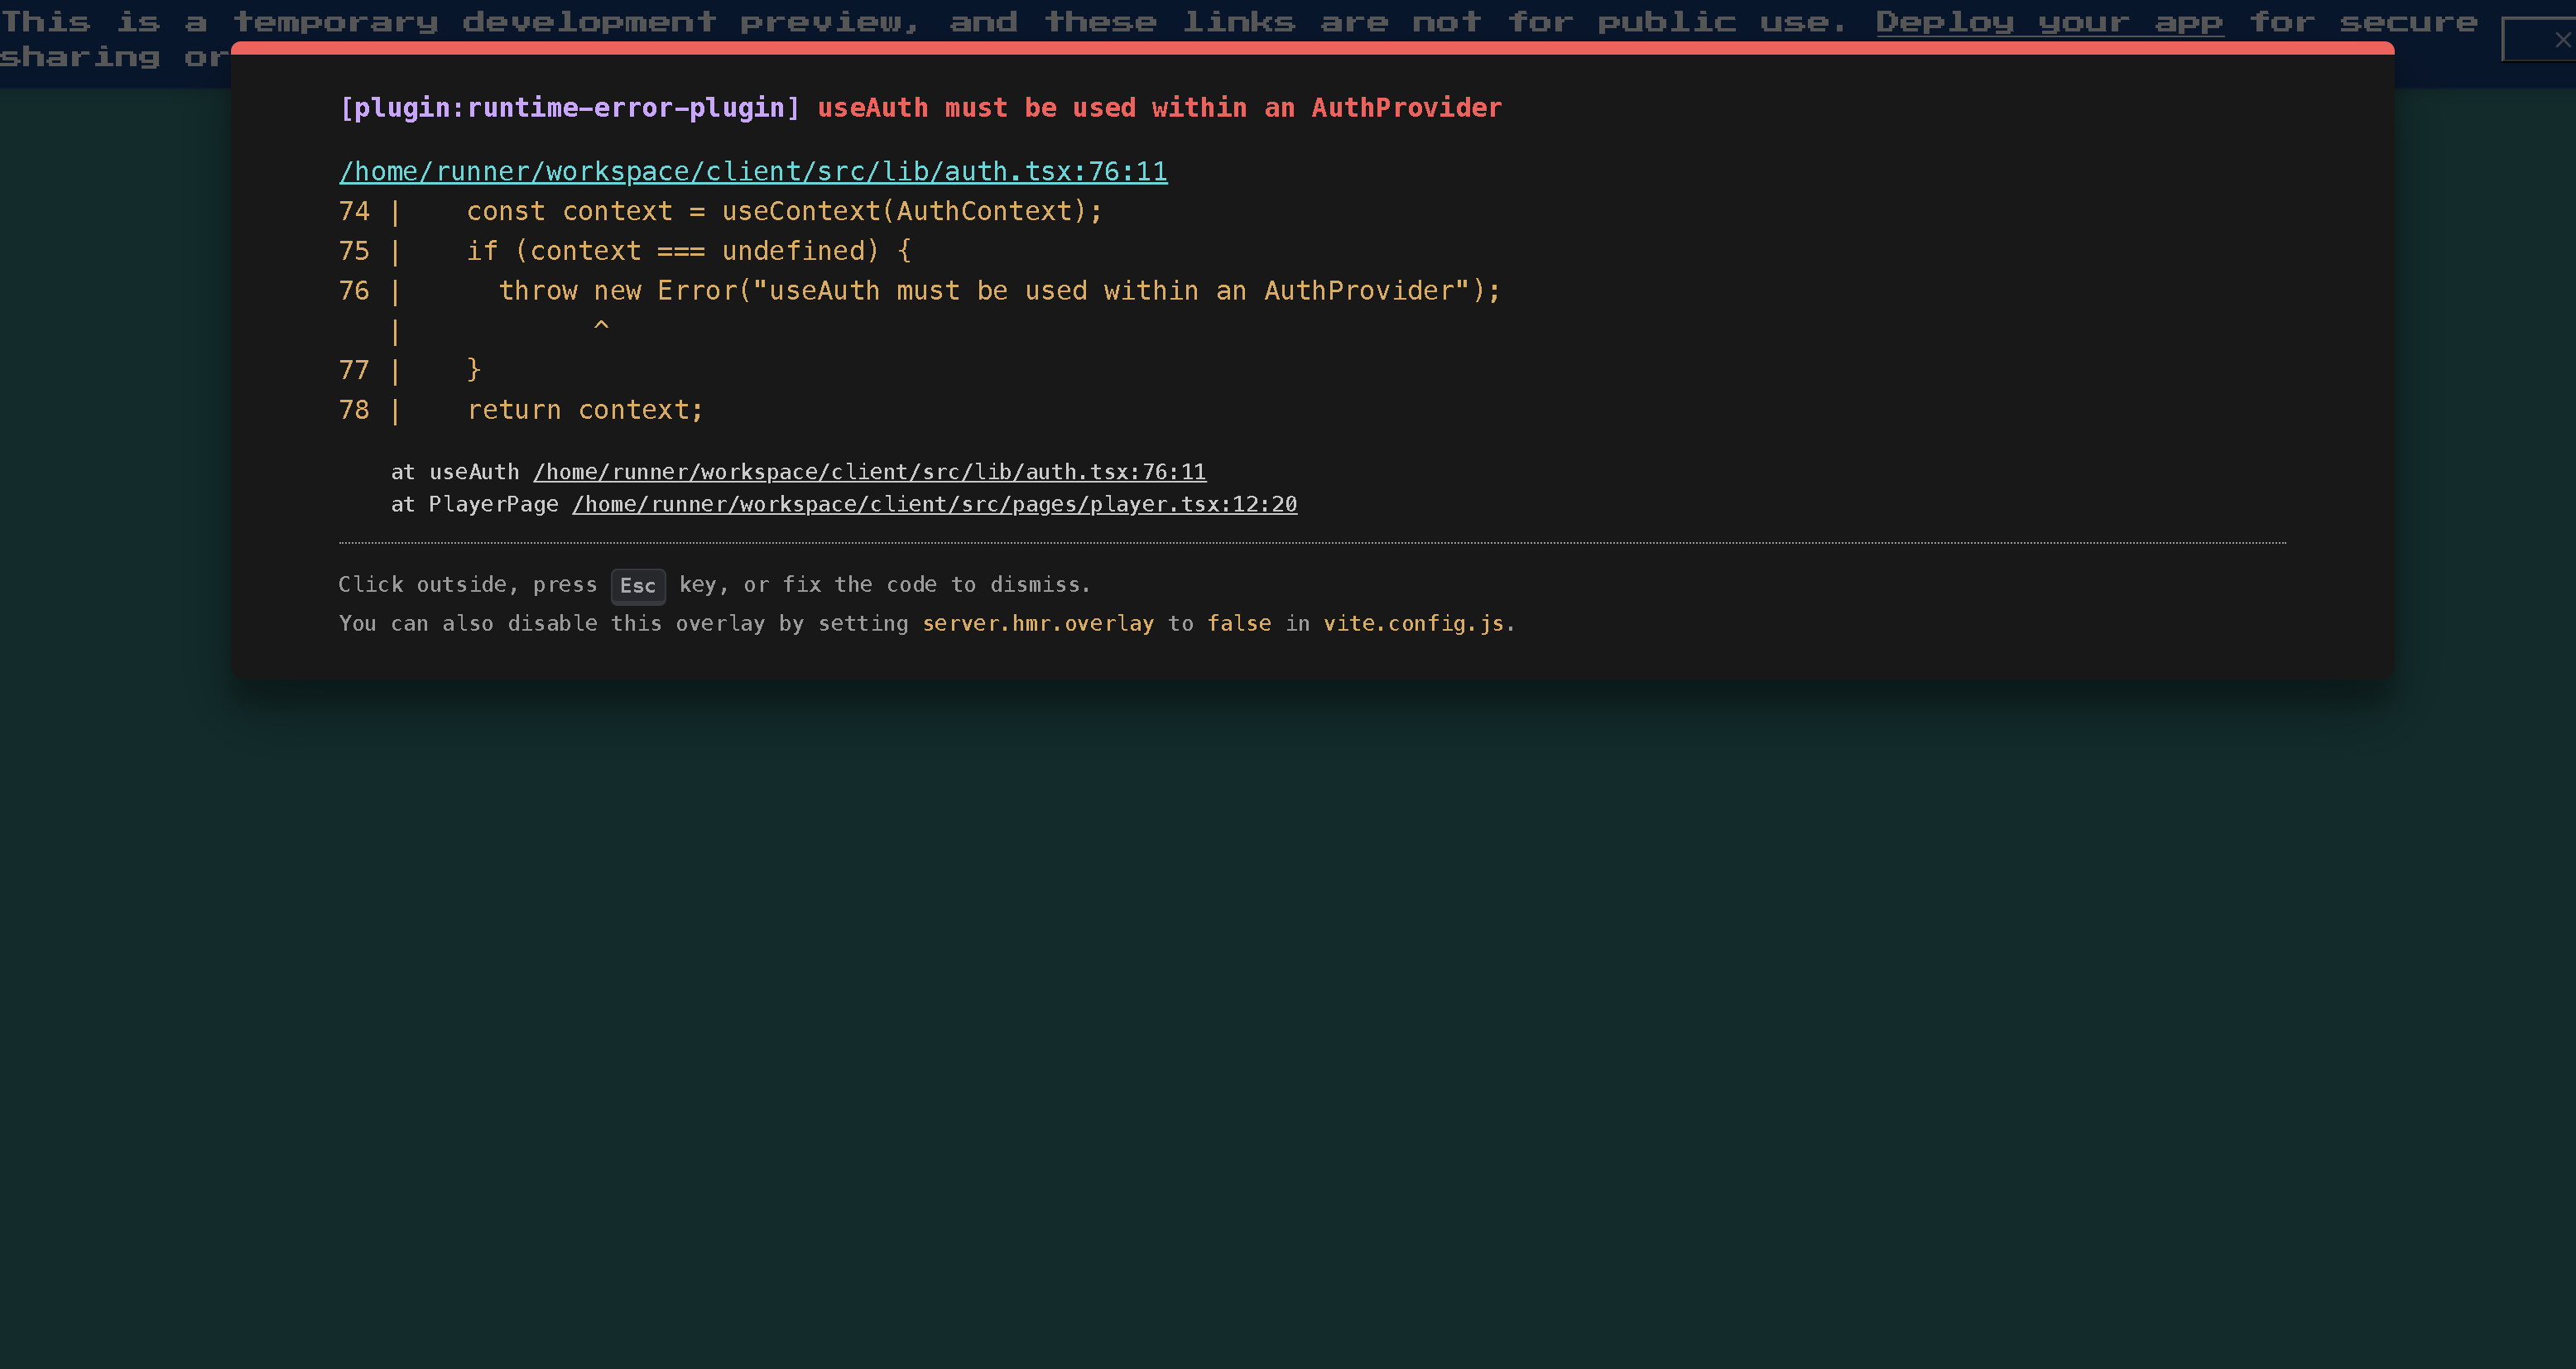 This is a temporary development preview, and these links are not for public use. Deploy your app for secure
sharing or
[plugin:runtime-error-plugin] useAuth must be used within an AuthProvider
/home/runner/workspace/client/src/lib/auth.tsx:76:11
74 |    const context = useContext(AuthContext);
75 |    if (context === undefined) {
76 |      throw new Error("useAuth must be used within an AuthProvider");
   |            ^
77 |    }
78 |    return context;
at useAuth /home/runner/workspace/client/src/lib/auth.tsx:76:11
at PlayerPage /home/runner/workspace/client/src/pages/player.tsx:12:20
Click outside, press Esc key, or fix the code to dismiss.
You can also disable this overlay by setting server.hmr.overlay to false in vite.config.js.